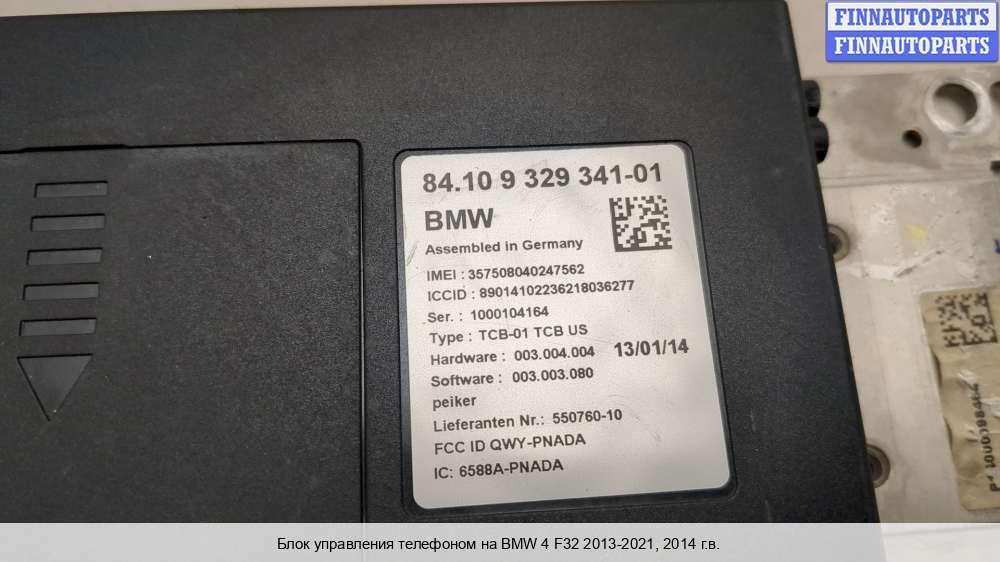 FINNAUTOPARTS
FINNAUTOPARTS
84.10 9 329 341-01
BMW
Assembled in Germany
IMEI : 357508040247562
ICCID : 89014102236218036277
Ser. : 1000104164
Type : TCB-01 TCB US
Hardware : 003.004.004 13/01/14
Software : 003.003.080
peiker
Lieferanten Nr.: 550760-10
FCC ID QWY-PNADA
IC: 6588A-PNADA
Блок управления телефоном на BMW 4 F32 2013-2021, 2014 г.в.